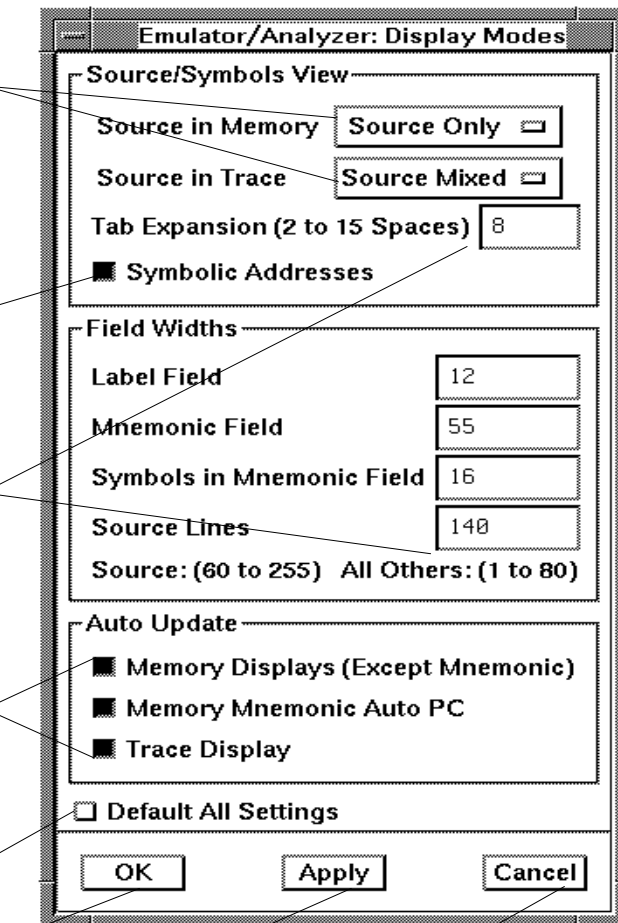 Emulator/Analyzer: Display Modes
Source/Symbols View
Source in Memory Source Only
Source in Trace Source Mixed
Tab Expansion (2 to 15 Spaces) 8
Symbolic Addresses
Field Widths
Label Field 12
Mnemonic Field 55
Symbols in Mnemonic Field 16
Source Lines 140
Source: (60 to 255) All Others: (1 to 80)
Auto Update
Memory Displays (Except Mnemonic)
Memory Mnemonic Auto PC
Trace Display
Default All Settings
OK Apply Cancel